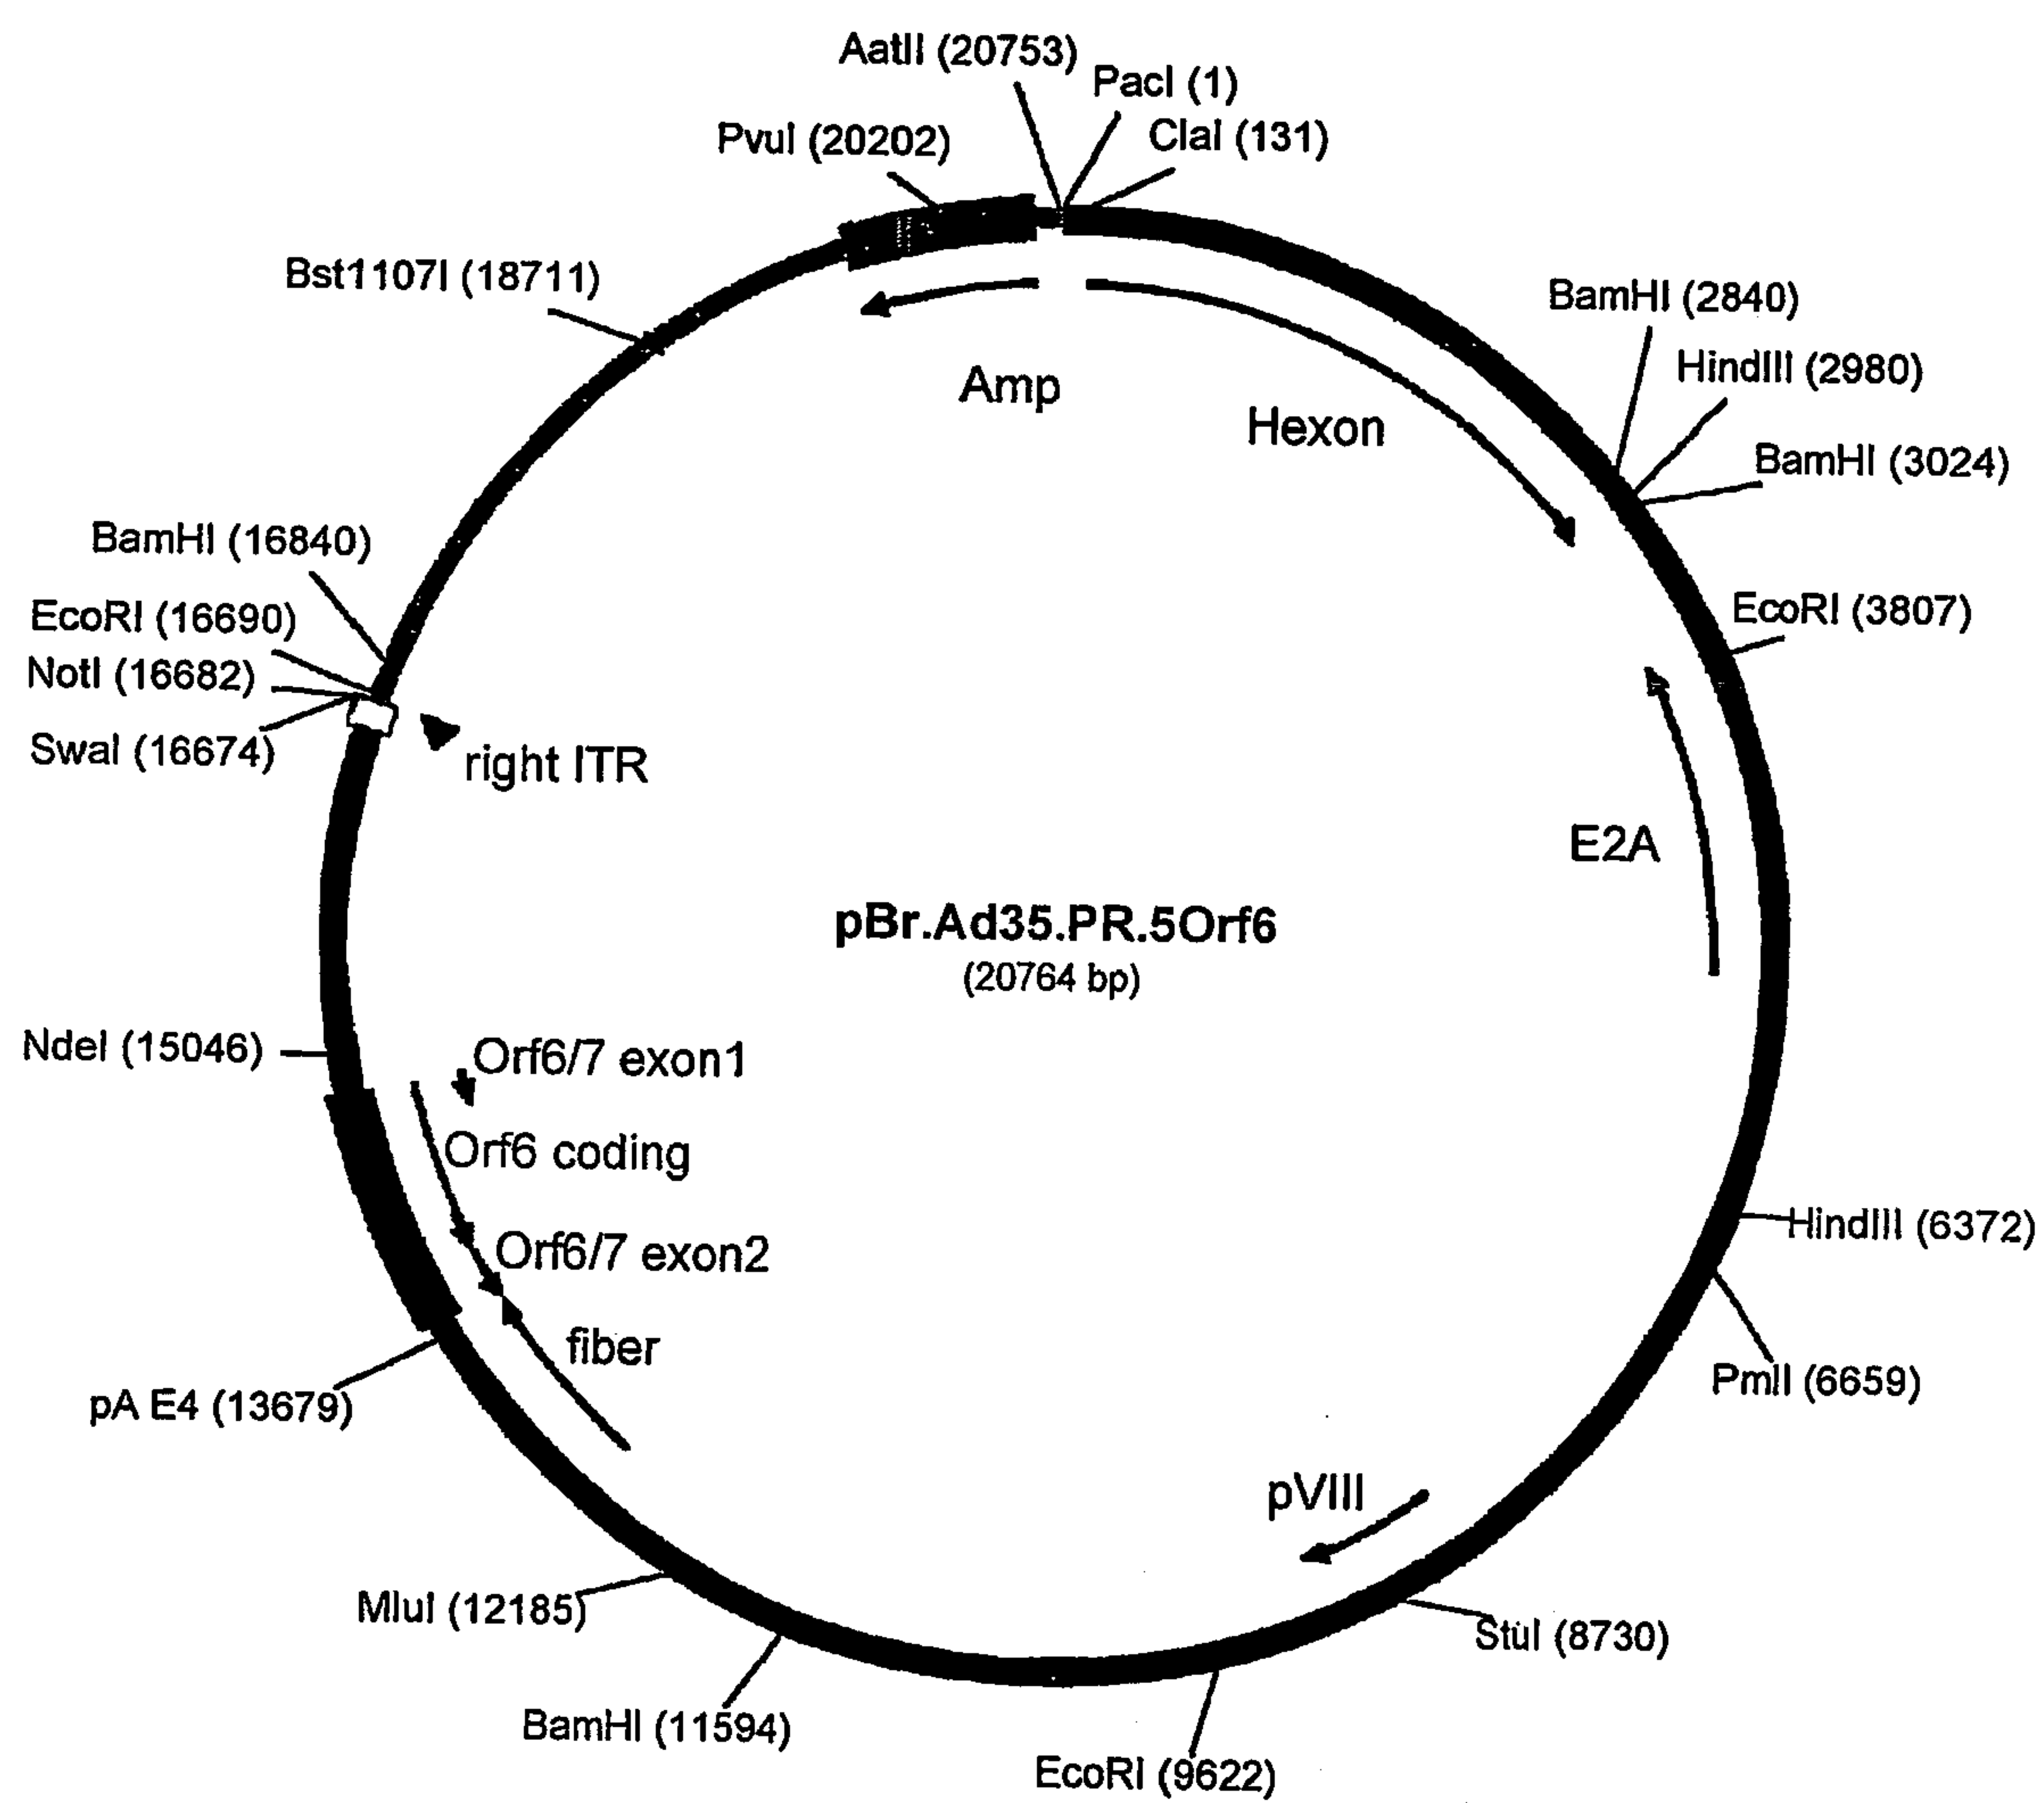 AatII (20753)
PacI (1)
ClaI (131)
PvuI (20202)
Bst1107I (18711)
BamHI (2840)
HindIII (2980)
BamHI (3024)
Amp
Hexon
BamHI (16840)
EcoRI (16690)
NotI (16682)
SwaI (16674)
right ITR
EcoRI (3807)
E2A
pBr.Ad35.PR.5Orf6
(20764 bp)
NdeI (15046)
Orf6/7 exon1
Orf6 coding
Orf6/7 exon2
fiber
HindIII (6372)
PmlI (6659)
pA E4 (13679)
pVIII
MluI (12185)
StuI (8730)
BamHI (11594)
EcoRI (9622)